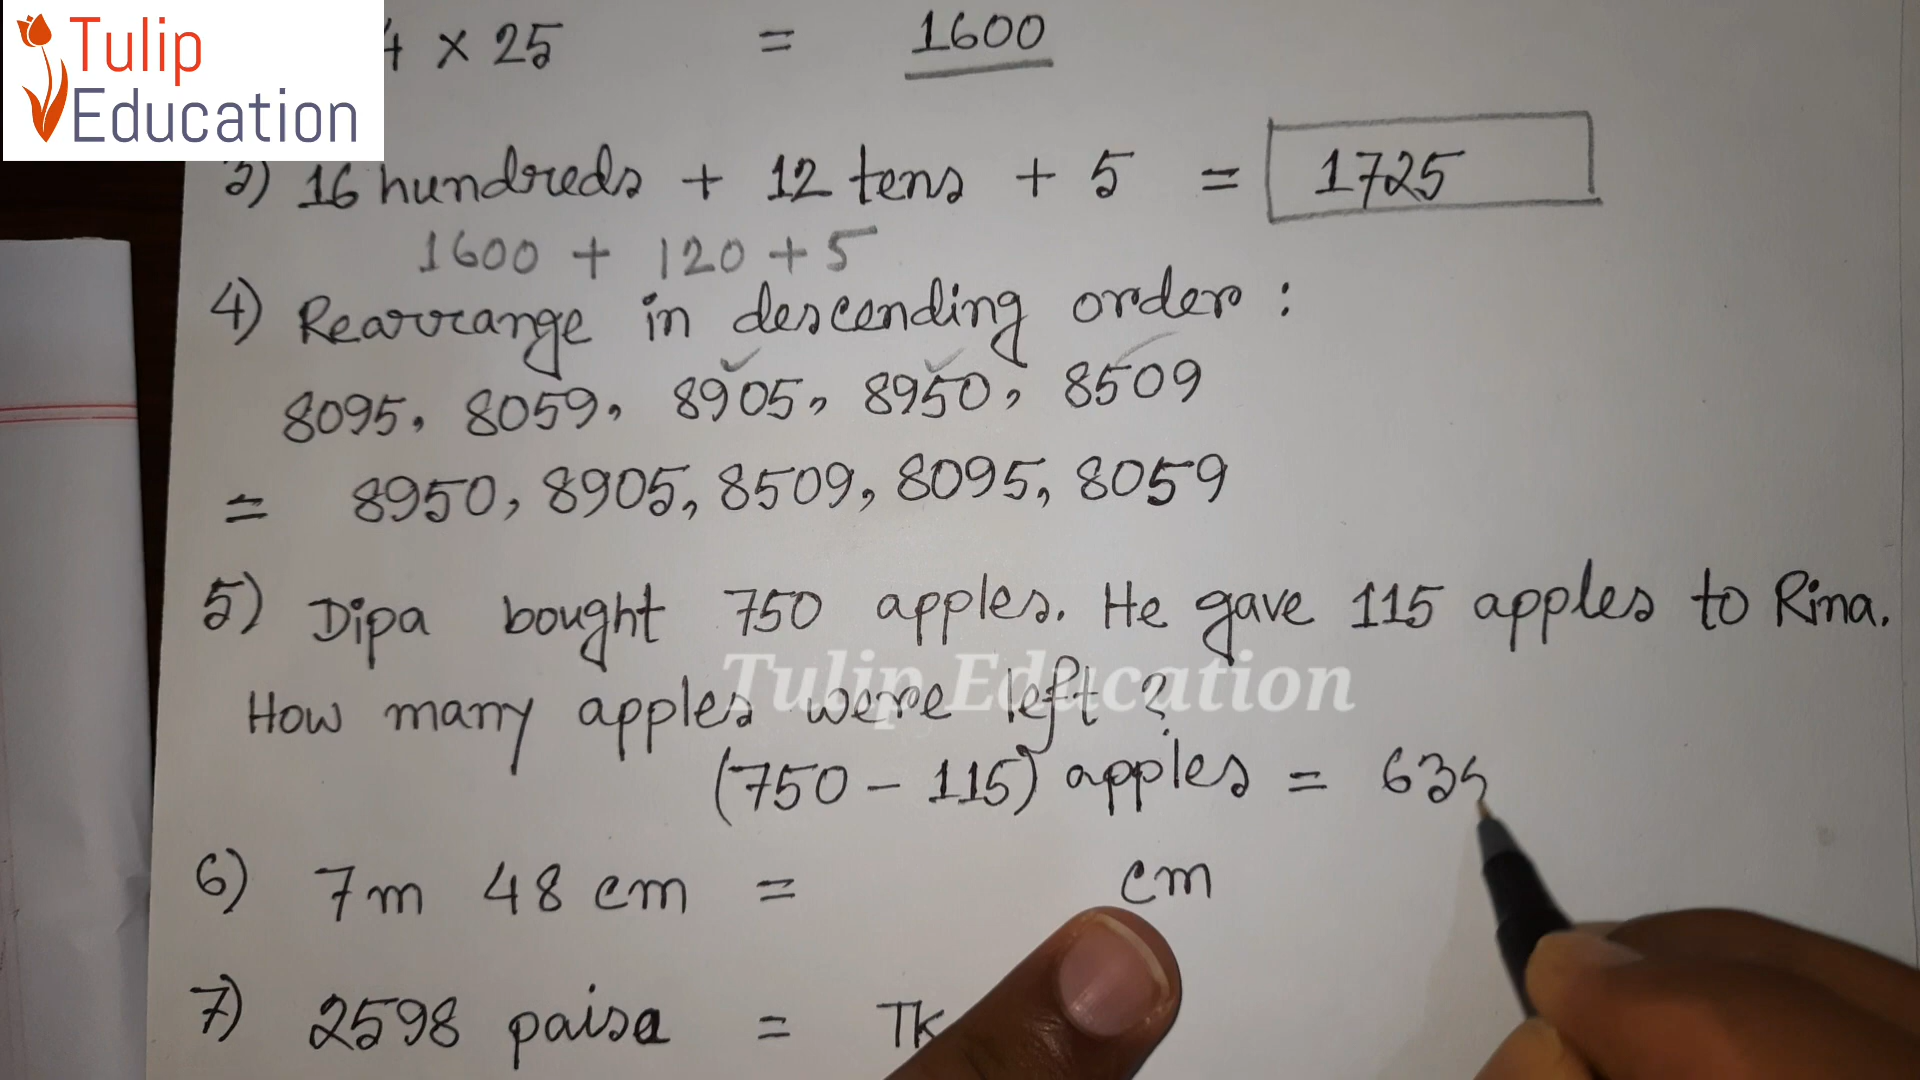 Tulip
Education
4 × 25 = 1600
3) 16 hundreds + 12 tens + 5 = 1725
1600 + 120 + 5
4) Rearrange in descending order :
8095, 8059, 8905, 8950, 8509
= 8950, 8905, 8509, 8095, 8059
5) Dipa bought 750 apples. He gave 115 apples to Rina.
Tulip Education
How many apples were left ?
(750 - 115) apples = 635
6) 7m 48 cm = cm
7) 2598 paisa = Tk